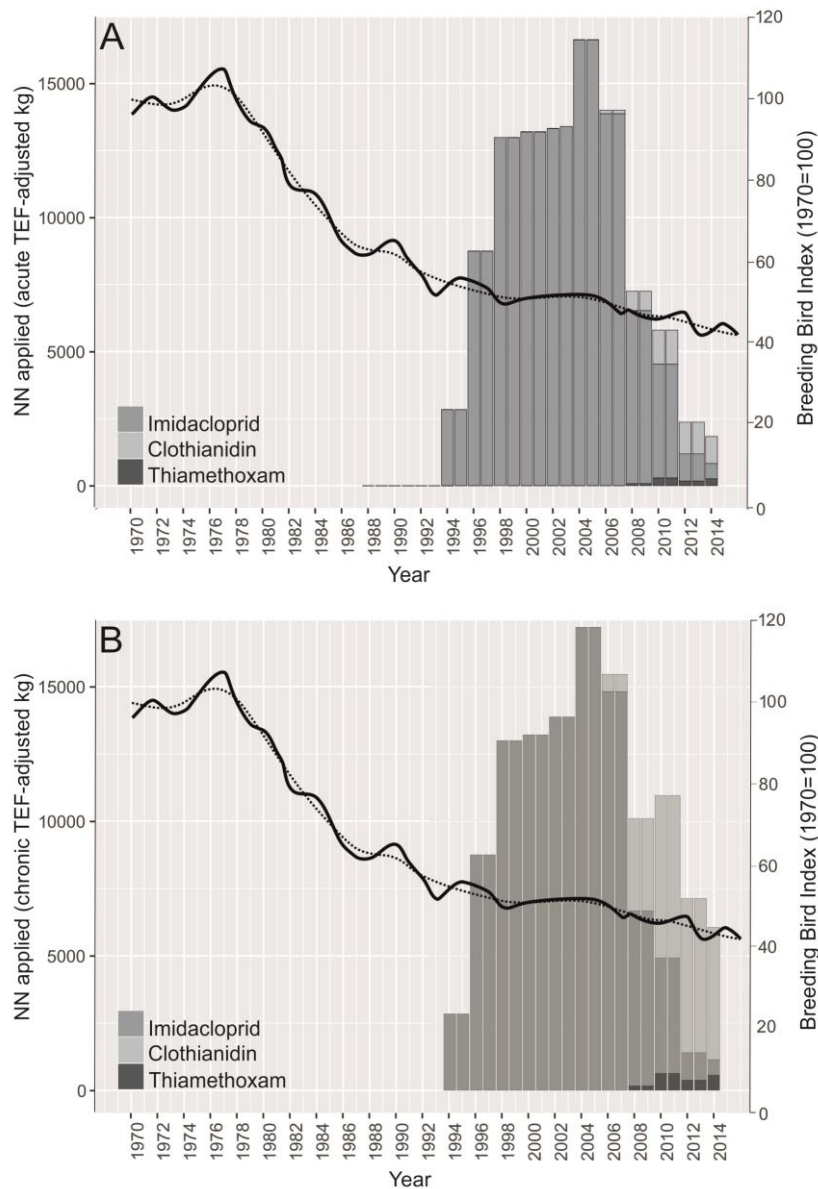 A
NN applied (acute TEF-adjusted kg)
15000
10000
5000
0
Breeding Bird Index (1970=100)
120
100
80
60
40
20
0
Imidacloprid
Clothianidin
Thiamethoxam
1970 1972 1974 1976 1978 1980 1982 1984 1986 1988 1990 1992 1994 1996 1998 2000 2002 2004 2006 2008 2010 2012 2014
Year
B
NN applied (chronic TEF-adjusted kg)
15000
10000
5000
0
Breeding Bird Index (1970=100)
120
100
80
60
40
20
0
Imidacloprid
Clothianidin
Thiamethoxam
1970 1972 1974 1976 1978 1980 1982 1984 1986 1988 1990 1992 1994 1996 1998 2000 2002 2004 2006 2008 2010 2012 2014
Year